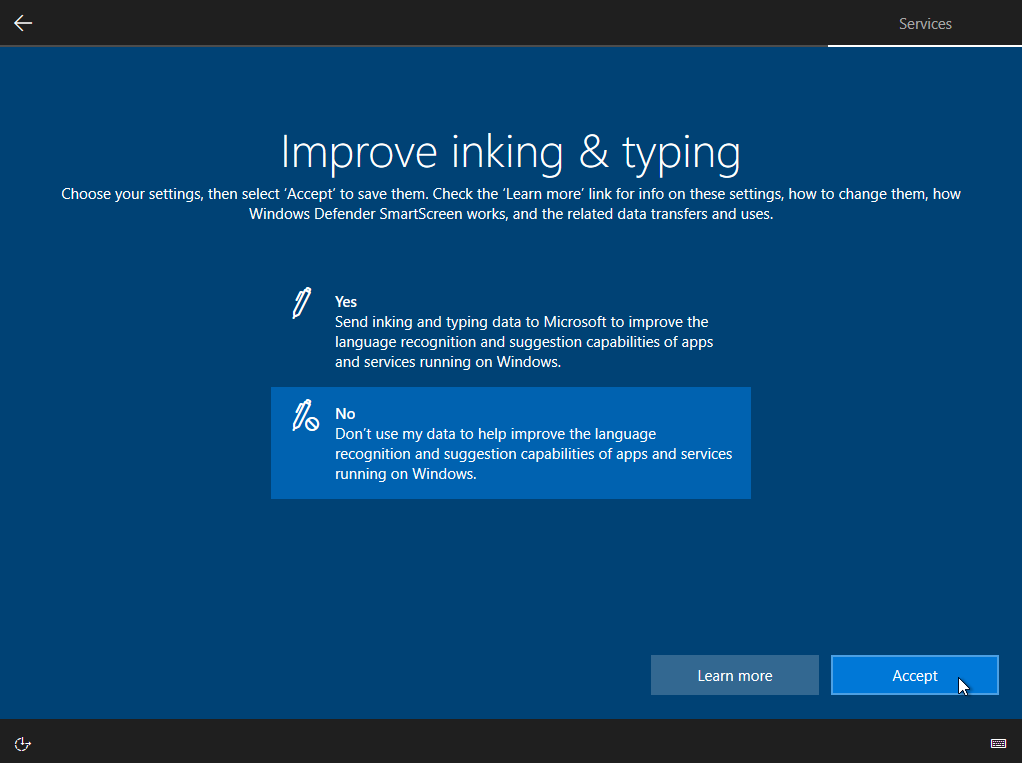 Services
Improve inking & typing
Choose your settings, then select ‘Accept’ to save them. Check the ‘Learn more’ link for info on these settings, how to change them, how
Windows Defender SmartScreen works, and the related data transfers and uses.
Yes
Send inking and typing data to Microsoft to improve the
language recognition and suggestion capabilities of apps
and services running on Windows.
No
Don’t use my data to help improve the language
recognition and suggestion capabilities of apps and services
running on Windows.
Learn more
Accept